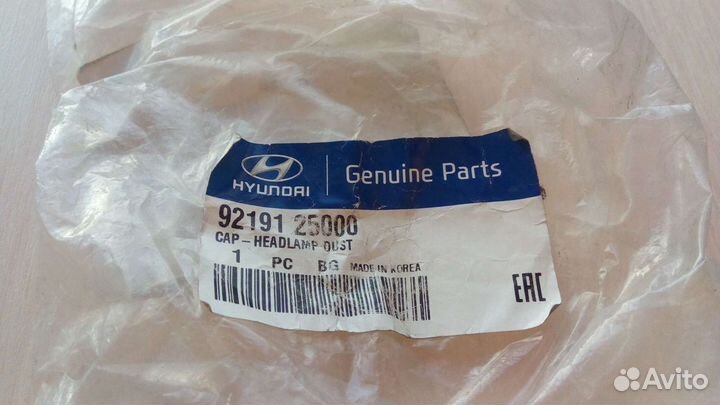 HYUNDAI
Genuine Parts
92191 25000
CAP-HEADLAMP DUST
1 PC BG MADE IN KOREA
EAC
Avito